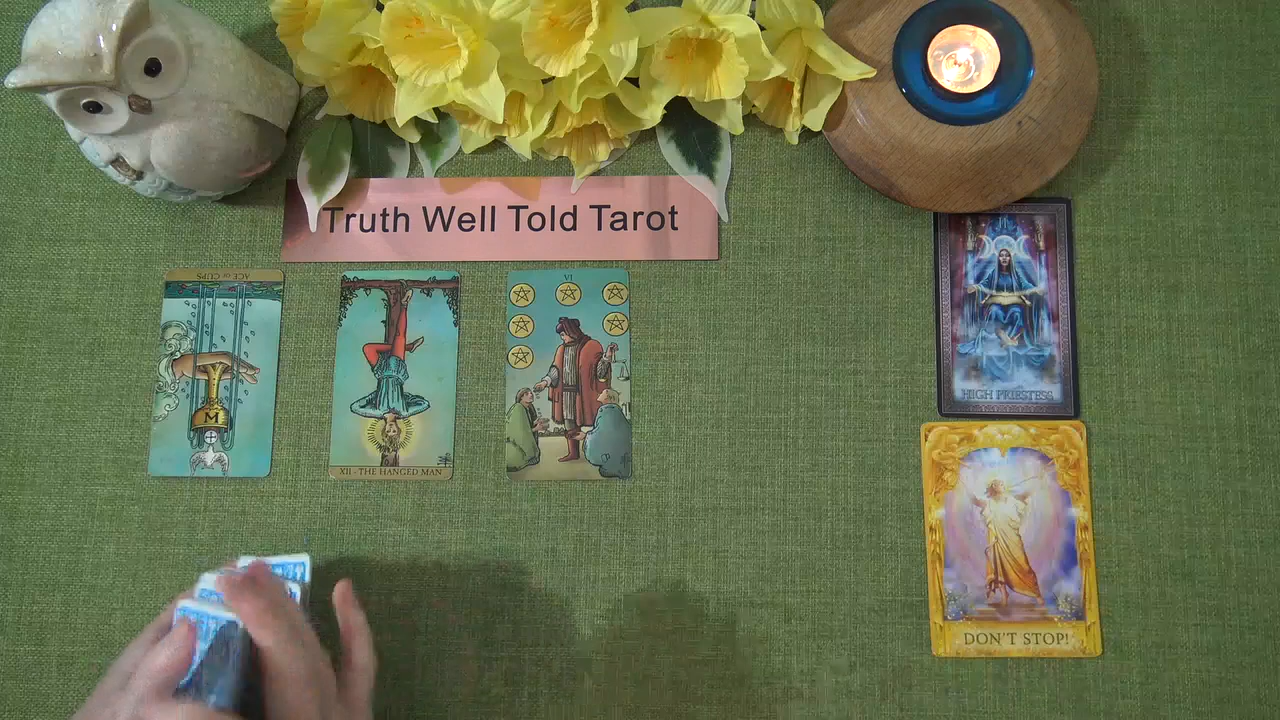 Truth Well Told Tarot
ACE OF CUPS
M
XII - THE HANGED MAN
VI
HIGH PRIESTESS
DON'T STOP!